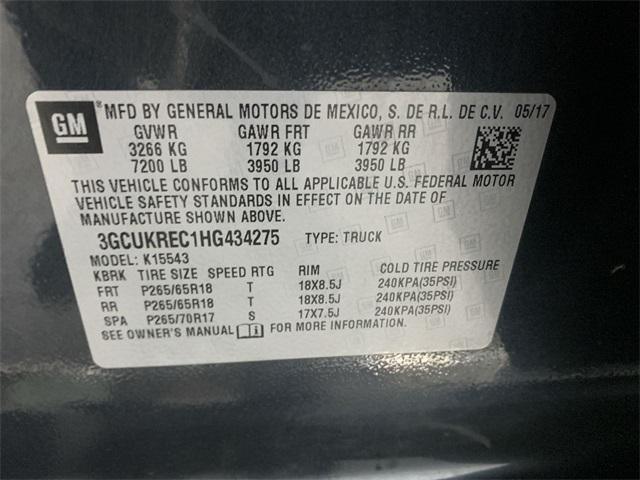 GM ® MFD BY GENERAL MOTORS DE MEXICO, S. DE R.L. DE C.V. 05/17
GVWR GAWR FRT GAWR RR
3266 KG 1792 KG 1792 KG
7200 LB 3950 LB 3950 LB
THIS VEHICLE CONFORMS TO ALL APPLICABLE U.S. FEDERAL MOTOR
VEHICLE SAFETY STANDARDS IN EFFECT ON THE DATE OF
MANUFACTURE SHOWN ABOVE.
3GCUKREC1HG434275 TYPE: TRUCK
MODEL: K15543
KBRK TIRE SIZE SPEED RTG RIM COLD TIRE PRESSURE
FRT P265/65R18 T 18X8.5J 240KPA(35PSI)
RR P265/65R18 T 18X8.5J 240KPA(35PSI)
SPA P265/70R17 S 17X7.5J 240KPA(35PSI)
SEE OWNER'S MANUAL FOR MORE INFORMATION.